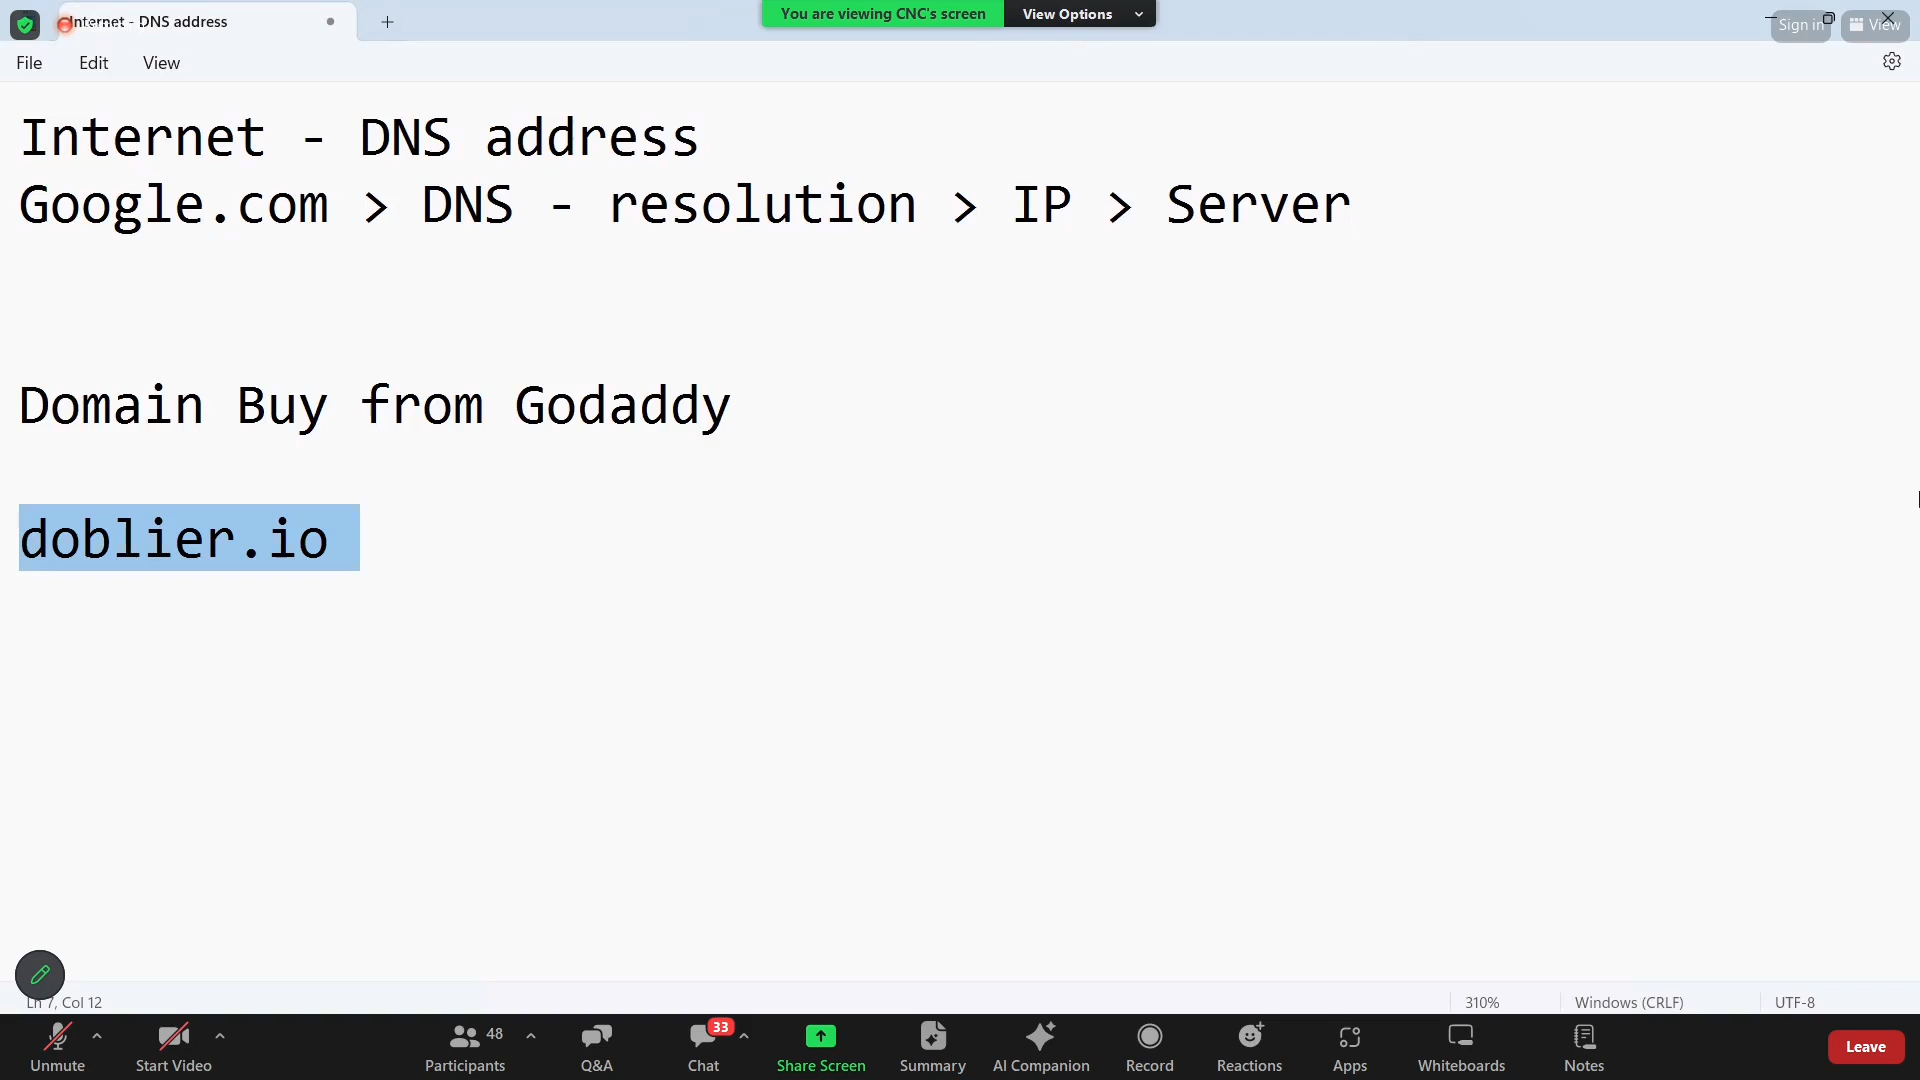 Internet - DNS address
You are viewing CNC's screen
View Options
Sign in
View
File
Edit
View
Internet - DNS address
Google.com > DNS - resolution > IP > Server
Domain Buy from Godaddy
doblier.io
Ln 7, Col 12
310%
Windows (CRLF)
UTF-8
48
33
Unmute
Start Video
Participants
Q&A
Chat
Share Screen
Summary
AI Companion
Record
Reactions
Apps
Whiteboards
Notes
Leave